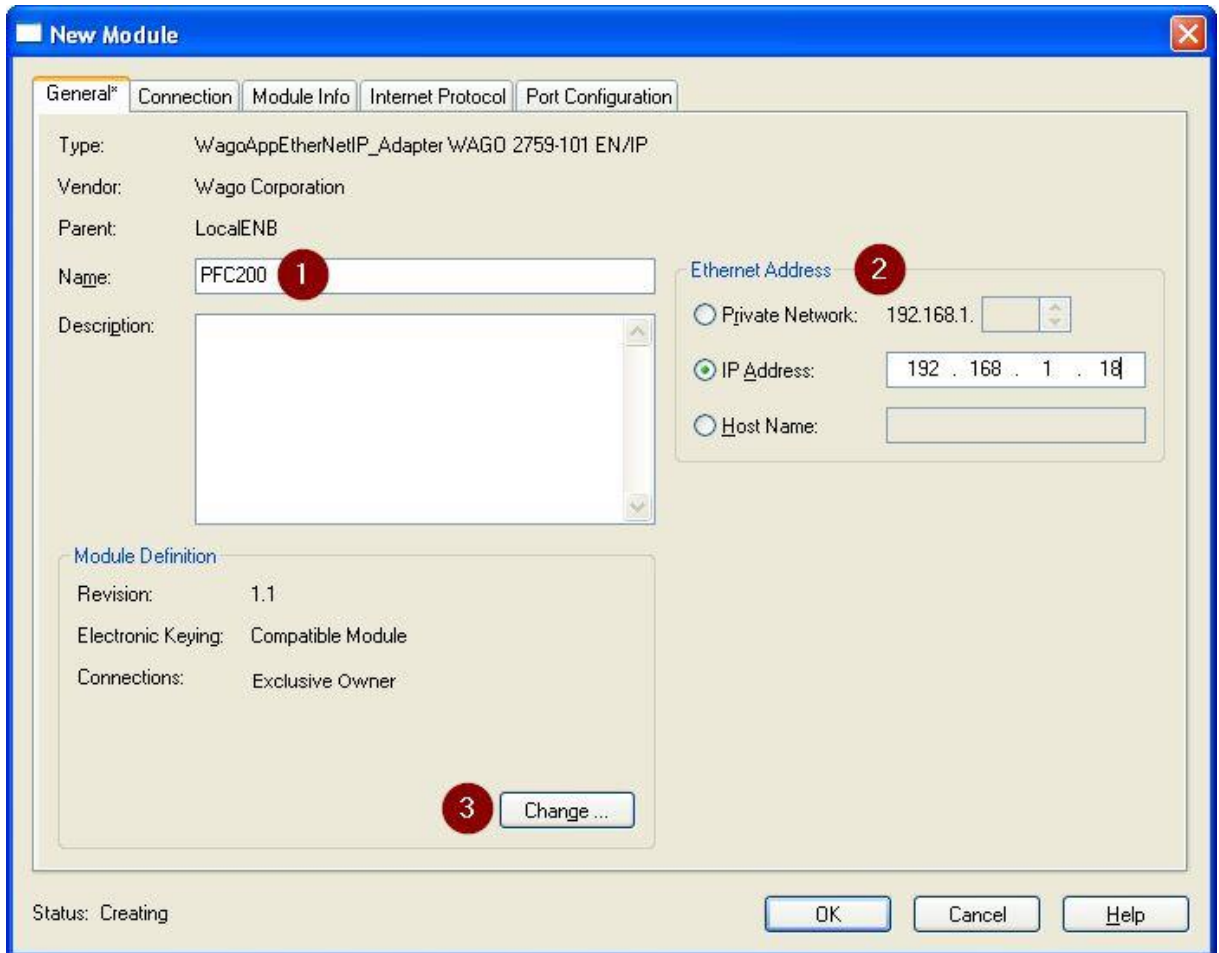 New Module
General* Connection Module Info Internet Protocol Port Configuration
Type: WagoAppEtherNetIP_Adapter WAGO 2759-101 EN/IP
Vendor: Wago Corporation
Parent: LocalENB
Name: PFC200 1
Description:
Ethernet Address 2
Private Network: 192.168.1.
IP Address: 192 . 168 . 1 . 18
Host Name:
Module Definition
Revision: 1.1
Electronic Keying: Compatible Module
Connections: Exclusive Owner
3 Change ...
Status: Creating OK Cancel Help